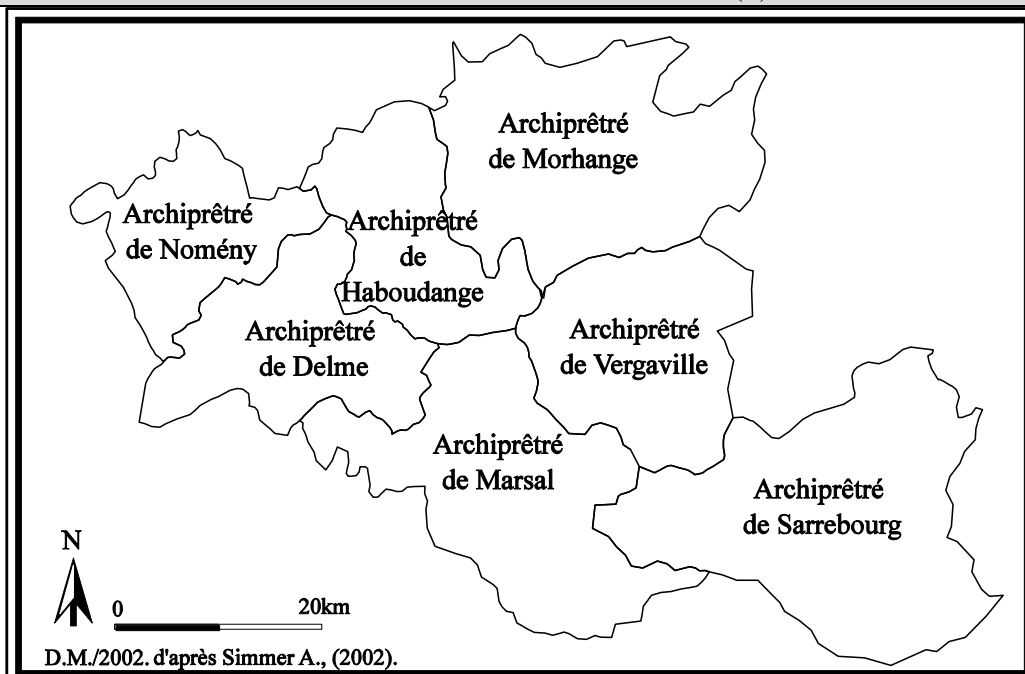 Archiprêtré
de Morhange
Archiprêtré
de Nomény
Archiprêtré
de
Haboudange
Archiprêtré
de Delme
Archiprêtré
de Vergaville
Archiprêtré
de Marsal
Archiprêtré
de Sarrebourg
N
0 20km
D.M./2002. d'après Simmer A., (2002).